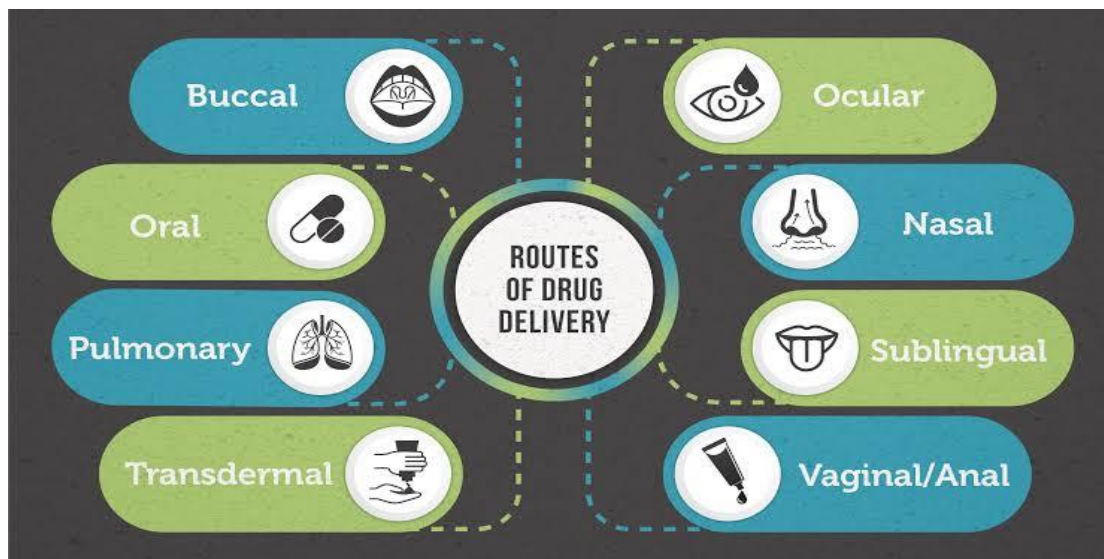 Buccal
Oral
Pulmonary
Transdermal
ROUTES
OF DRUG
DELIVERY
Ocular
Nasal
Sublingual
Vaginal/Anal